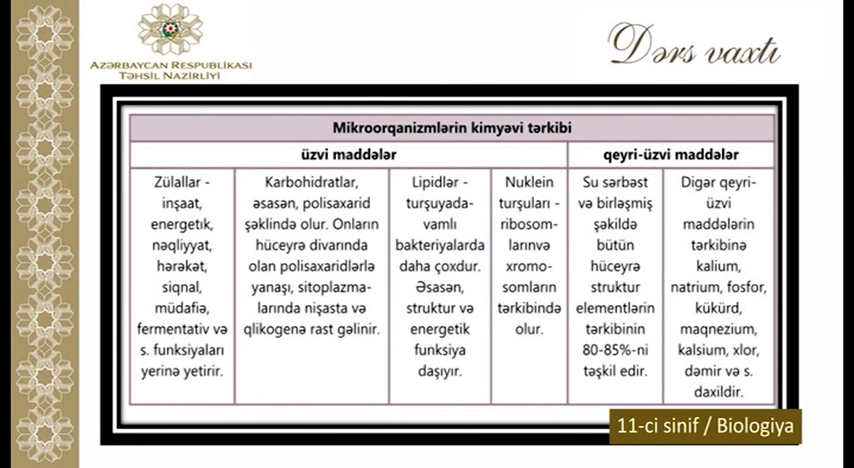 AZƏRBAYCAN RESPUBLİKASI
TƏHSİL NAZİRLİYİ
Dərs vaxtı
Mikroorqanizmlərin kimyəvi tərkibi
üzvi maddələr
qeyri-üzvi maddələr
Zülallar -
inşaat,
energetik,
nəqliyyat,
hərəkət,
siqnal,
müdafiə,
fermentativ və
s. funksiyaları
yerinə yetirir.
Karbohidratlar,
əsasən, polisaxarid
şəklində olur. Onların
hüceyrə divarında
olan polisaxaridlərlə
yanaşı, sitoplazma-
larında nişasta və
qlikogenə rast gəlinir.
Lipidlər -
turşuyada-
vamlı
bakteriyalarda
daha çoxdur.
Əsasən,
struktur və
energetik
funksiya
daşıyır.
Nuklein
turşuları -
ribosom-
larınvə
xromo-
somların
tərkibində
olur.
Su sərbəst
və birləşmiş
şəkildə
bütün
hüceyrə
struktur
elementlərin
tərkibinin
80-85%-ni
təşkil edir.
Digər qeyri-
üzvi
maddələrin
tərkibinə
kalium,
natrium, fosfor,
kükürd,
maqnezium,
kalsium, xlor,
dəmir və s.
daxildir.
11-ci sinif / Biologiya